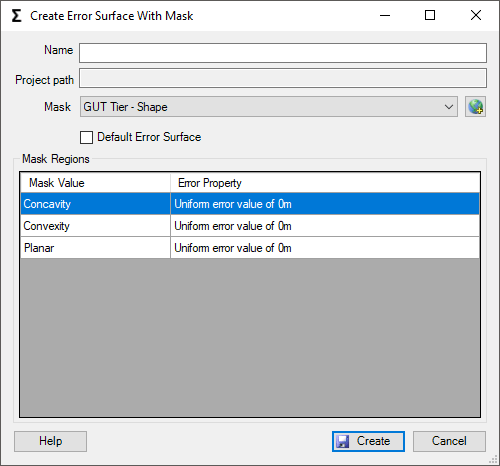 Σ Create Error Surface With Mask
Name
Project path
Mask GUT Tier - Shape
Default Error Surface
Mask Regions
Mask Value Error Property
Concavity Uniform error value of 0m
Convexity Uniform error value of 0m
Planar Uniform error value of 0m
Help Create Cancel